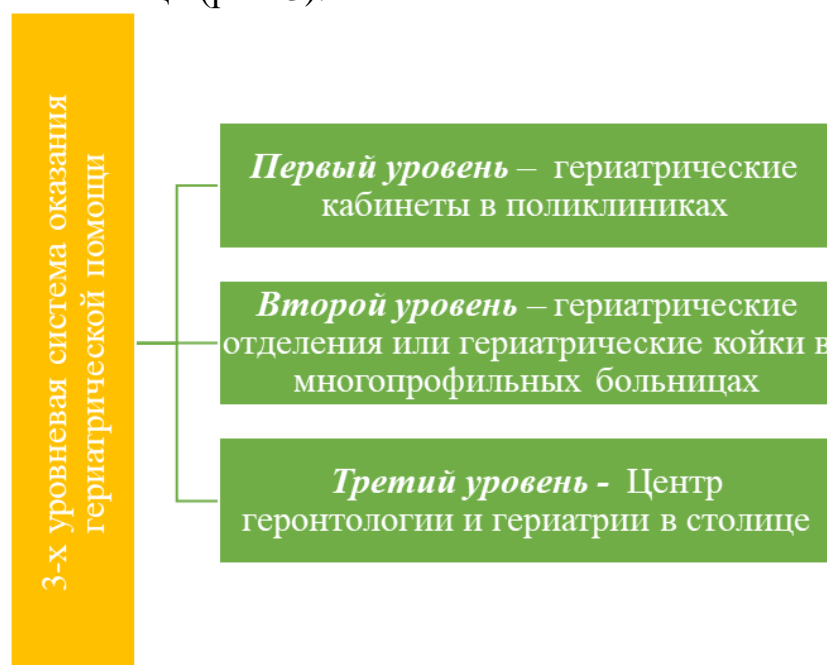 3-х уровневая система оказания
гериатрической помощи
Первый уровень – гериатрические
кабинеты в поликлиниках
Второй уровень – гериатрические
отделения или гериатрические койки в
многопрофильных больницах
Третий уровень - Центр
геронтологии и гериатрии в столице